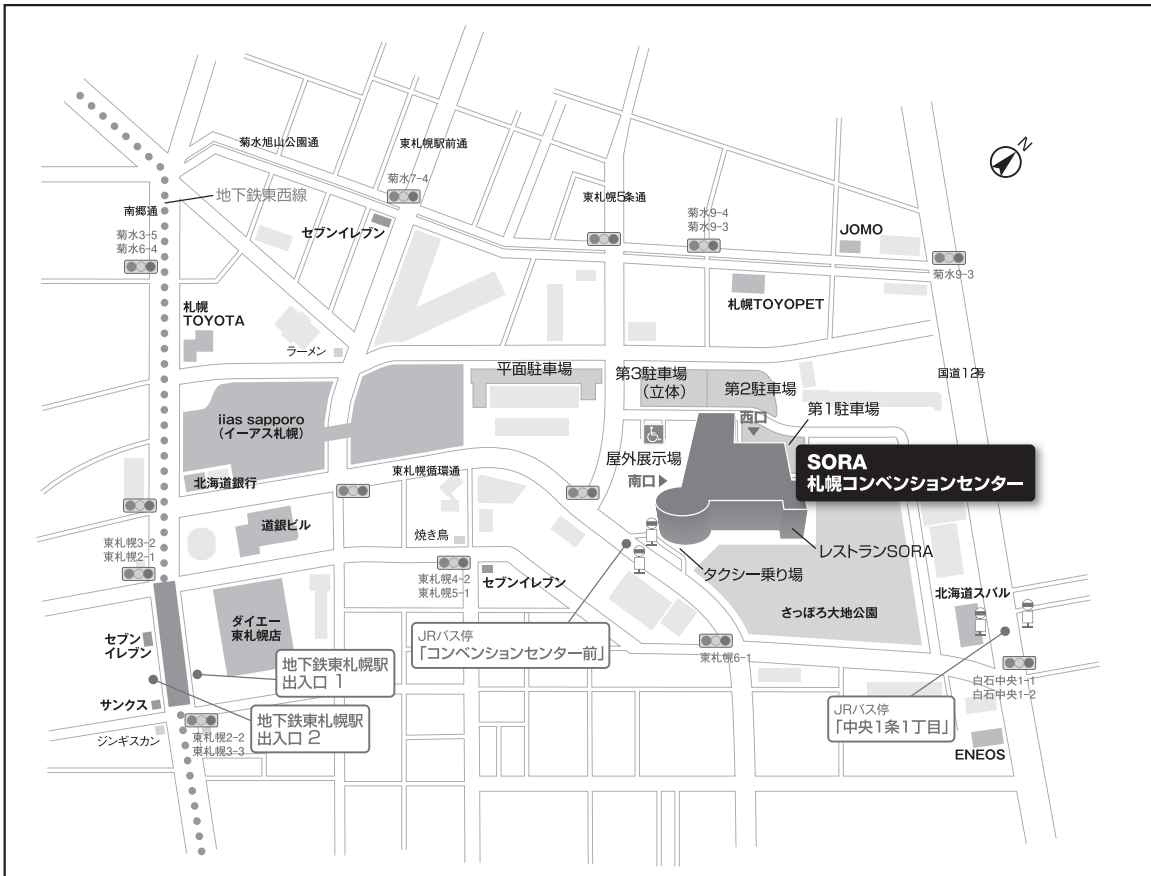 N
菊水旭山公園通
東札幌駅前通
菊水7-4
地下鉄東西線
東札幌5条通
南郷通
菊水9-4
菊水9-3
セブンイレブン
JOMO
菊水3-5
菊水6-4
菊水9-3
札幌
TOYOTA
札幌TOYOPET
ラーメン
平面駐車場
第3駐車場
(立体)
第2駐車場
国道12号
第1駐車場
西口
iias sapporo
(イーアス札幌)
屋外展示場
南口
SORA
札幌コンベンションセンター
東札幌循環通
北海道銀行
道銀ビル
焼き鳥
東札幌3-2
東札幌2-1
レストランSORA
タクシー乗り場
東札幌4-2
東札幌5-1
セブンイレブン
さっぽろ大地公園
北海道スバル
ダイエー
東札幌店
セブン
イレブン
JRバス停
「コンベンションセンター前」
東札幌6-1
地下鉄東札幌駅
出入口 1
白石中央1-1
白石中央1-2
サンクス
地下鉄東札幌駅
出入口 2
JRバス停
「中央1条1丁目」
ジンギスカン
東札幌2-2
東札幌3-3
ENEOS